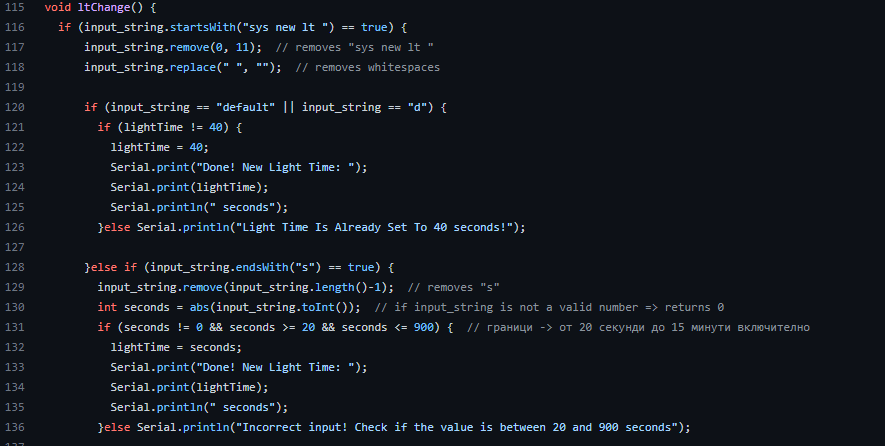 115 void ltChange() {
116 if (input_string.startsWith("sys new lt ") == true) {
117 input_string.remove(0, 11); // removes "sys new lt "
118 input_string.replace(" ", ""); // removes whitespaces
119
120 if (input_string == "default" || input_string == "d") {
121 if (lightTime != 40) {
122 lightTime = 40;
123 Serial.print("Done! New Light Time: ");
124 Serial.print(lightTime);
125 Serial.println(" seconds");
126 }else Serial.println("Light Time Is Already Set To 40 seconds!");
127
128 }else if (input_string.endsWith("s") == true) {
129 input_string.remove(input_string.length()-1); // removes "s"
130 int seconds = abs(input_string.toInt()); // if input_string is not a valid number => returns 0
131 if (seconds != 0 && seconds >= 20 && seconds <= 900) { // граници -> от 20 секунди до 15 минути включително
132 lightTime = seconds;
133 Serial.print("Done! New Light Time: ");
134 Serial.print(lightTime);
135 Serial.println(" seconds");
136 }else Serial.println("Incorrect input! Check if the value is between 20 and 900 seconds");